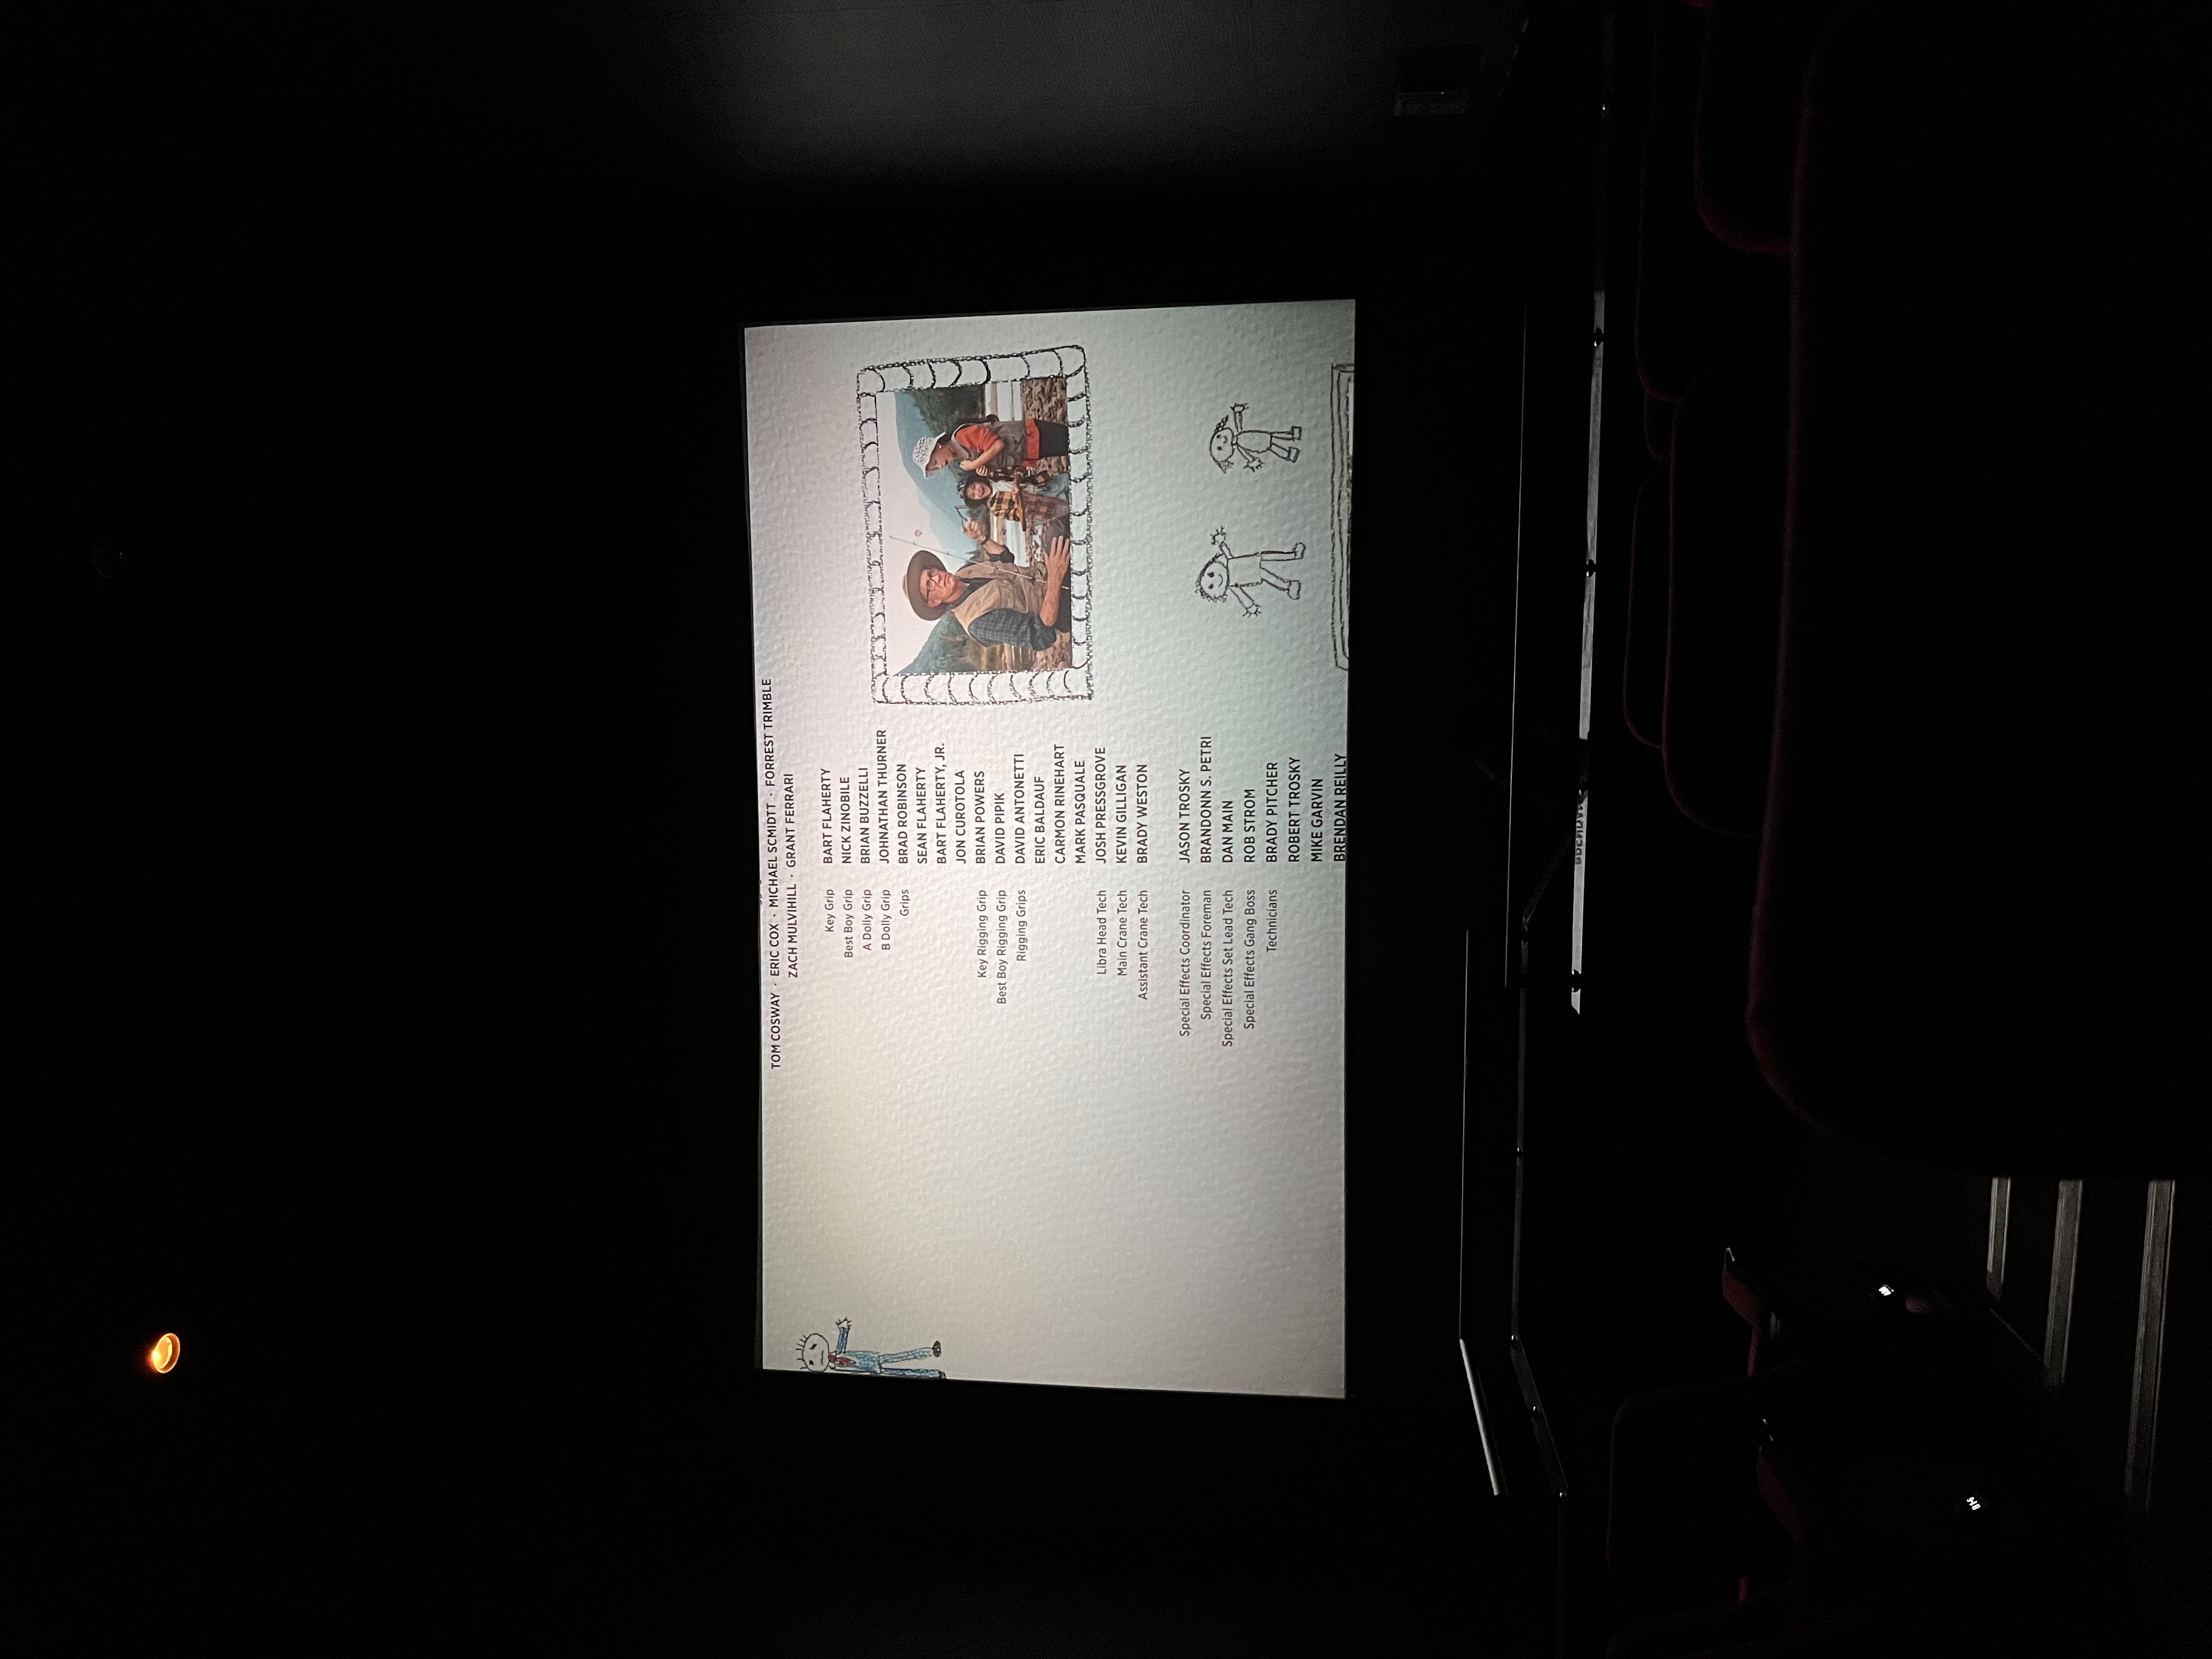 TOM COSWAY · ERIC COX · MICHAEL SCMIDTT · FORREST TRIMBLE
ZACH MULVIHILL · GRANT FERRARI
Key Grip BART FLAHERTY
Best Boy Grip NICK ZINOBILE
A Dolly Grip BRIAN BUZZELLI
B Dolly Grip JOHNATHAN THURNER
Grips BRAD ROBINSON
SEAN FLAHERTY
BART FLAHERTY, JR.
JON CUROTOLA
Key Rigging Grip BRIAN POWERS
Best Boy Rigging Grip DAVID PIPIK
Rigging Grips DAVID ANTONETTI
ERIC BALDAUF
CARMON RINEHART
MARK PASQUALE
Libra Head Tech JOSH PRESSGROVE
Main Crane Tech KEVIN GILLIGAN
Assistant Crane Tech BRADY WESTON
Special Effects Coordinator JASON TROSKY
Special Effects Foreman BRANDONN S. PETRI
Special Effects Set Lead Tech DAN MAIN
Special Effects Gang Boss ROB STROM
Technicians BRADY PITCHER
ROBERT TROSKY
MIKE GARVIN
BRENDAN REILLY